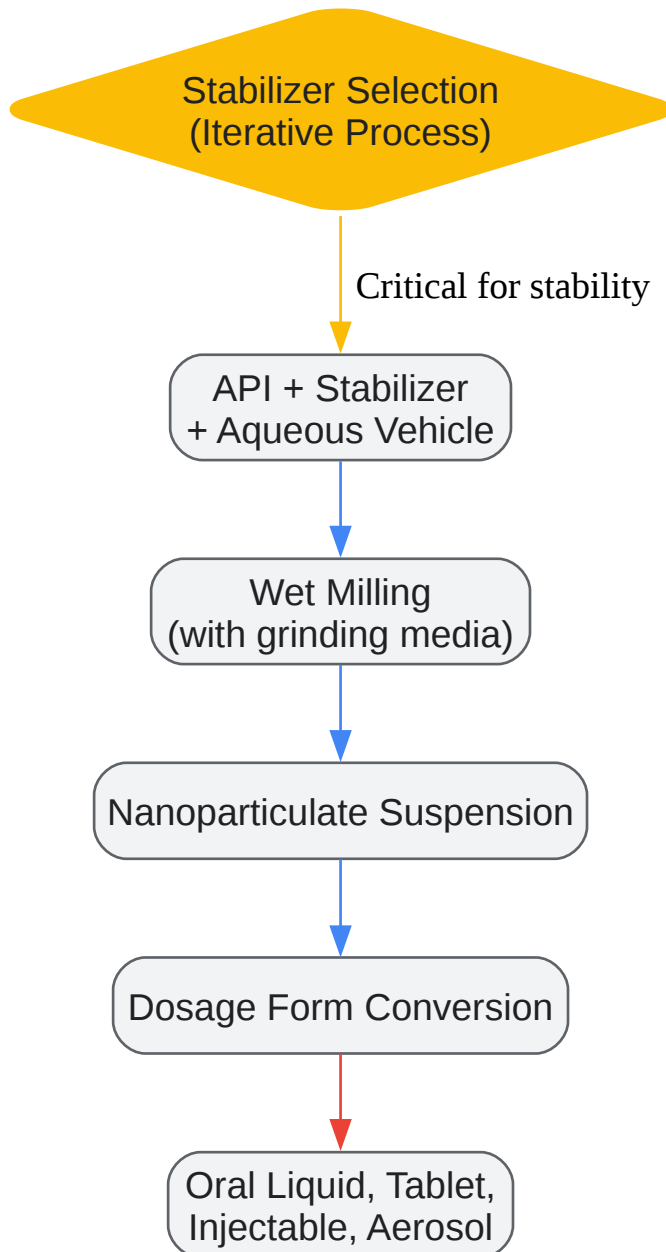 Stabilizer Selection
(Iterative Process)
Critical for stability
API + Stabilizer
+ Aqueous Vehicle
Wet Milling
(with grinding media)
Nanoparticulate Suspension
Dosage Form Conversion
Oral Liquid, Tablet,
Injectable, Aerosol